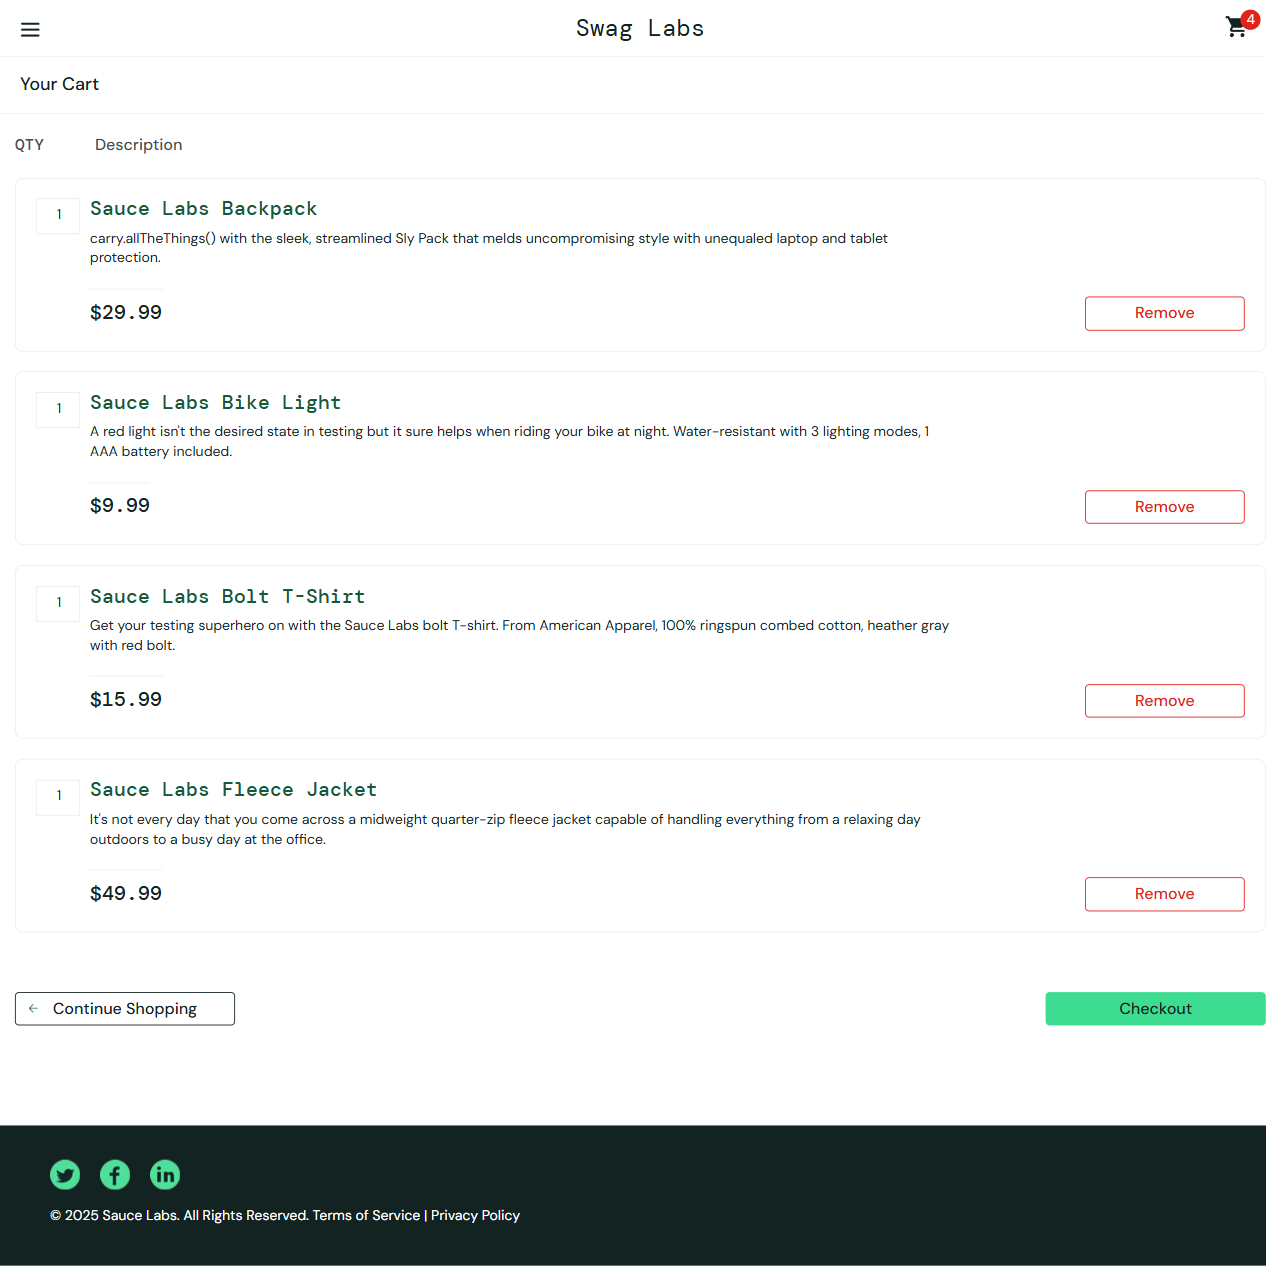 Swag Labs
4
Your Cart
QTY Description
1 Sauce Labs Backpack
carry.allTheThings() with the sleek, streamlined Sly Pack that melds uncompromising style with unequaled laptop and tablet
protection.
$29.99 Remove
1 Sauce Labs Bike Light
A red light isn't the desired state in testing but it sure helps when riding your bike at night. Water-resistant with 3 lighting modes, 1
AAA battery included.
$9.99 Remove
1 Sauce Labs Bolt T-Shirt
Get your testing superhero on with the Sauce Labs bolt T-shirt. From American Apparel, 100% ringspun combed cotton, heather gray
with red bolt.
$15.99 Remove
1 Sauce Labs Fleece Jacket
It's not every day that you come across a midweight quarter-zip fleece jacket capable of handling everything from a relaxing day
outdoors to a busy day at the office.
$49.99 Remove
Continue Shopping Checkout
© 2025 Sauce Labs. All Rights Reserved. Terms of Service | Privacy Policy